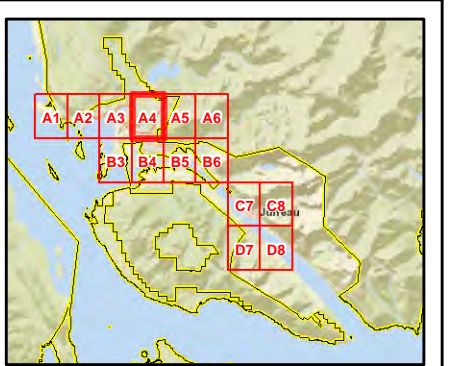 A1 A2 A3 A4 A5 A6
B3 B4 B5 B6
C7 C8
Juneau
D7 D8